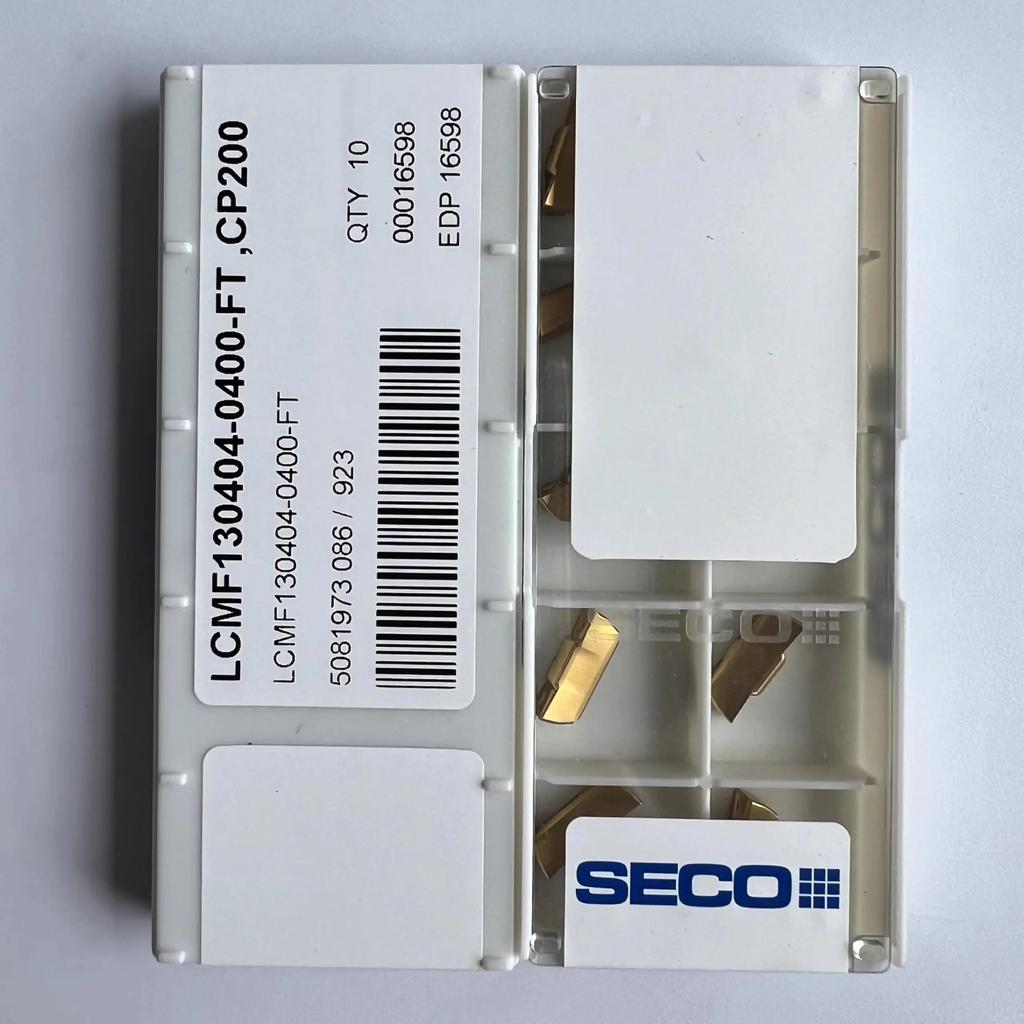 LCMF130404-0400-FT ,CP200
LCMF130404-0400-FT
QTY 10
5081973 086 / 923
00016598
EDP 16598
SECO
SECO